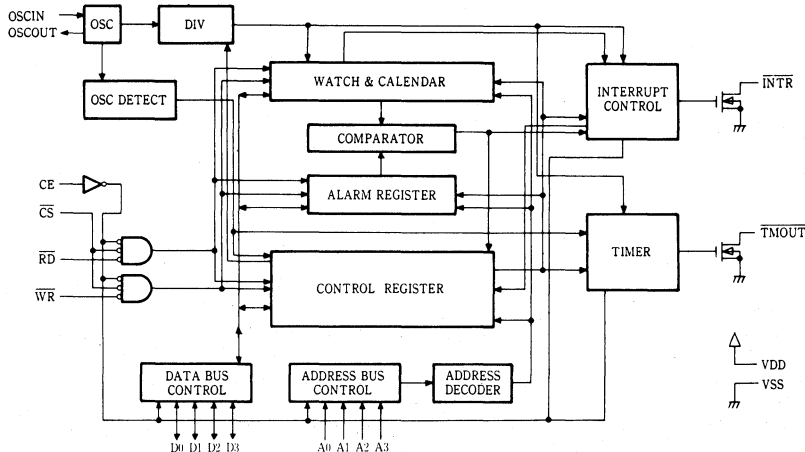 OSCIN
OSCOUT
OSC
DIV
OSC DETECT
WATCH & CALENDAR
COMPARATOR
ALARM REGISTER
CONTROL REGISTER
INTERRUPT
CONTROL
INTR
TIMER
TMOUT
CE
CS
RD
WR
DATA BUS
CONTROL
ADDRESS BUS
CONTROL
ADDRESS
DECODER
VDD
VSS
D0 D1 D2 D3
A0 A1 A2 A3